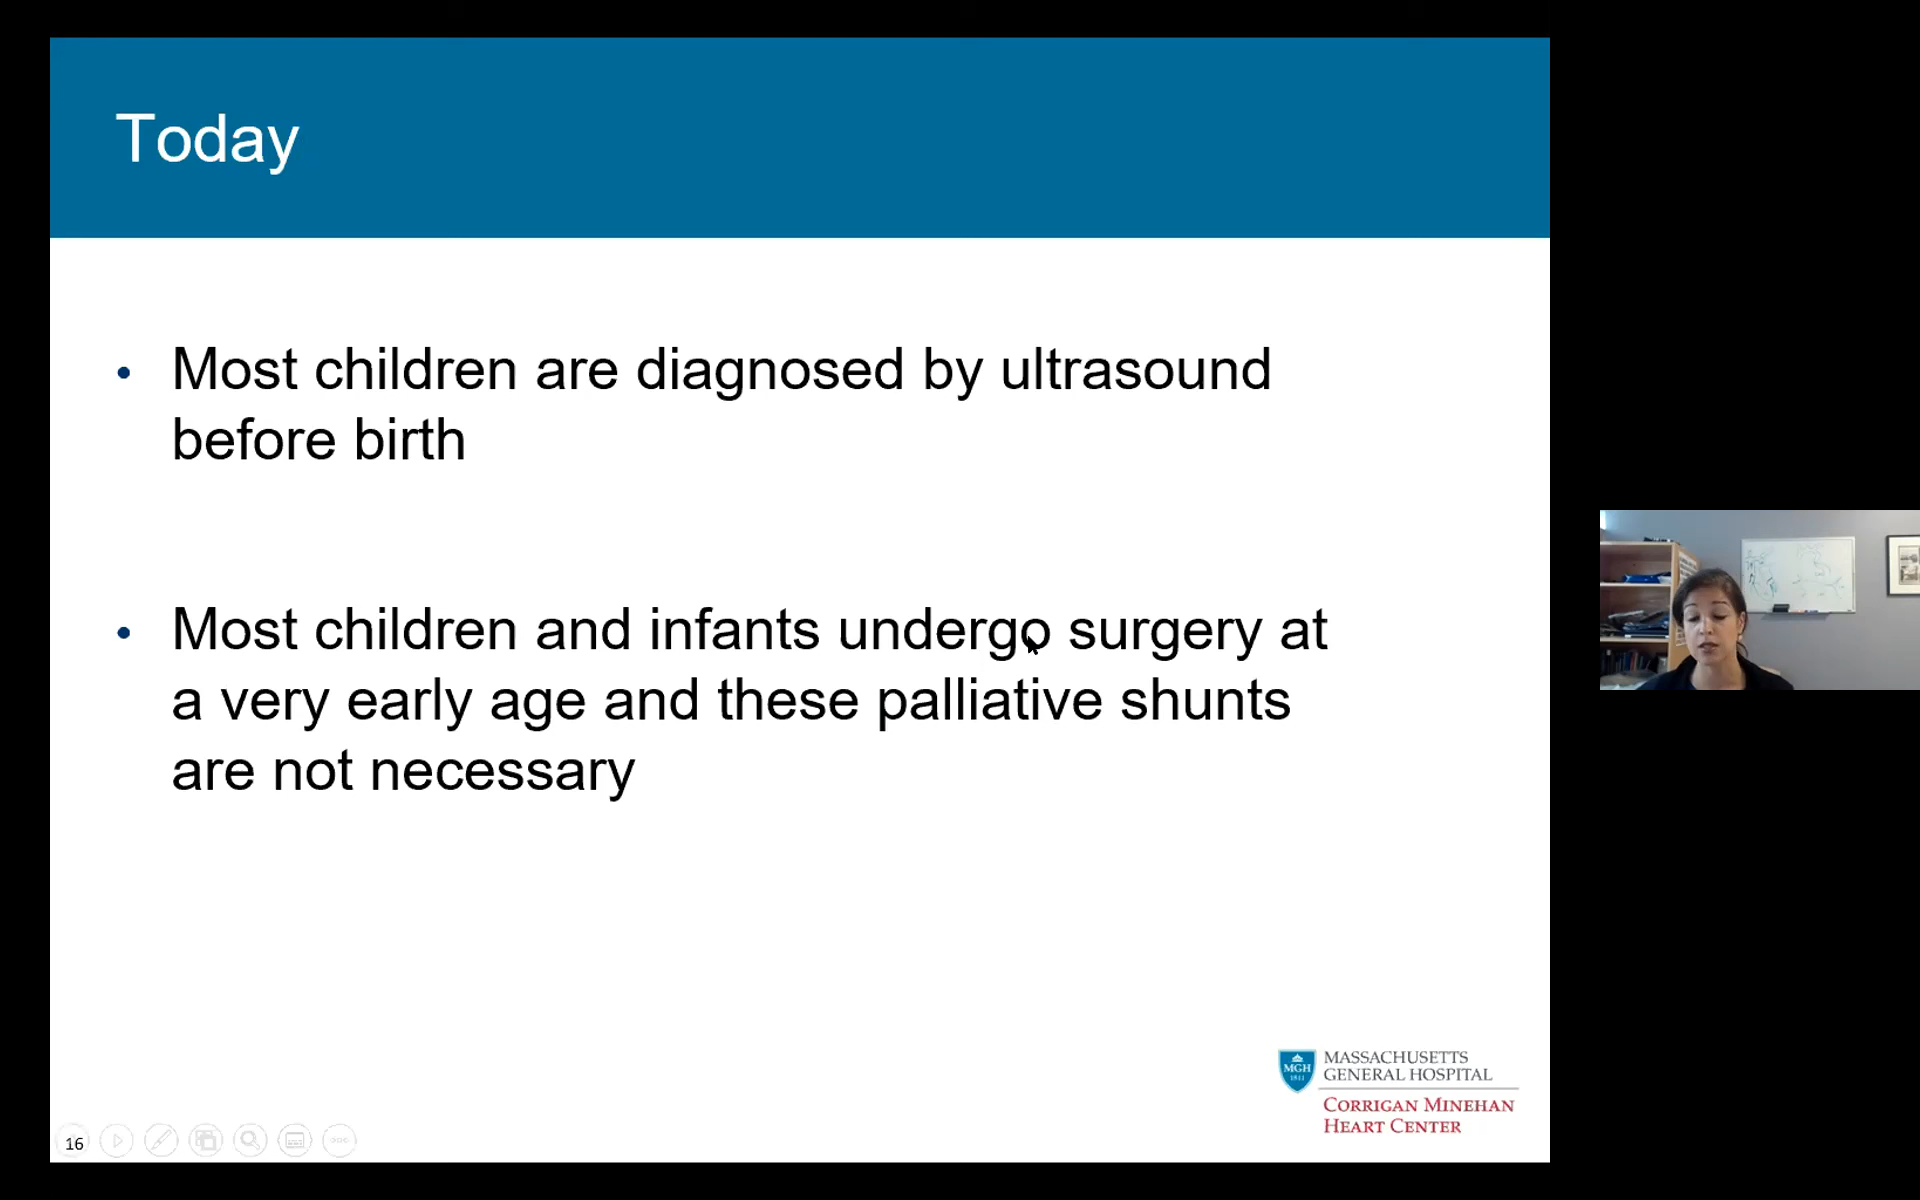 Today
• Most children are diagnosed by ultrasound
before birth
• Most children and infants undergo surgery at
a very early age and these palliative shunts
are not necessary
MGH
1811
MASSACHUSETTS
GENERAL HOSPITAL
CORRIGAN MINEHAN
HEART CENTER
16